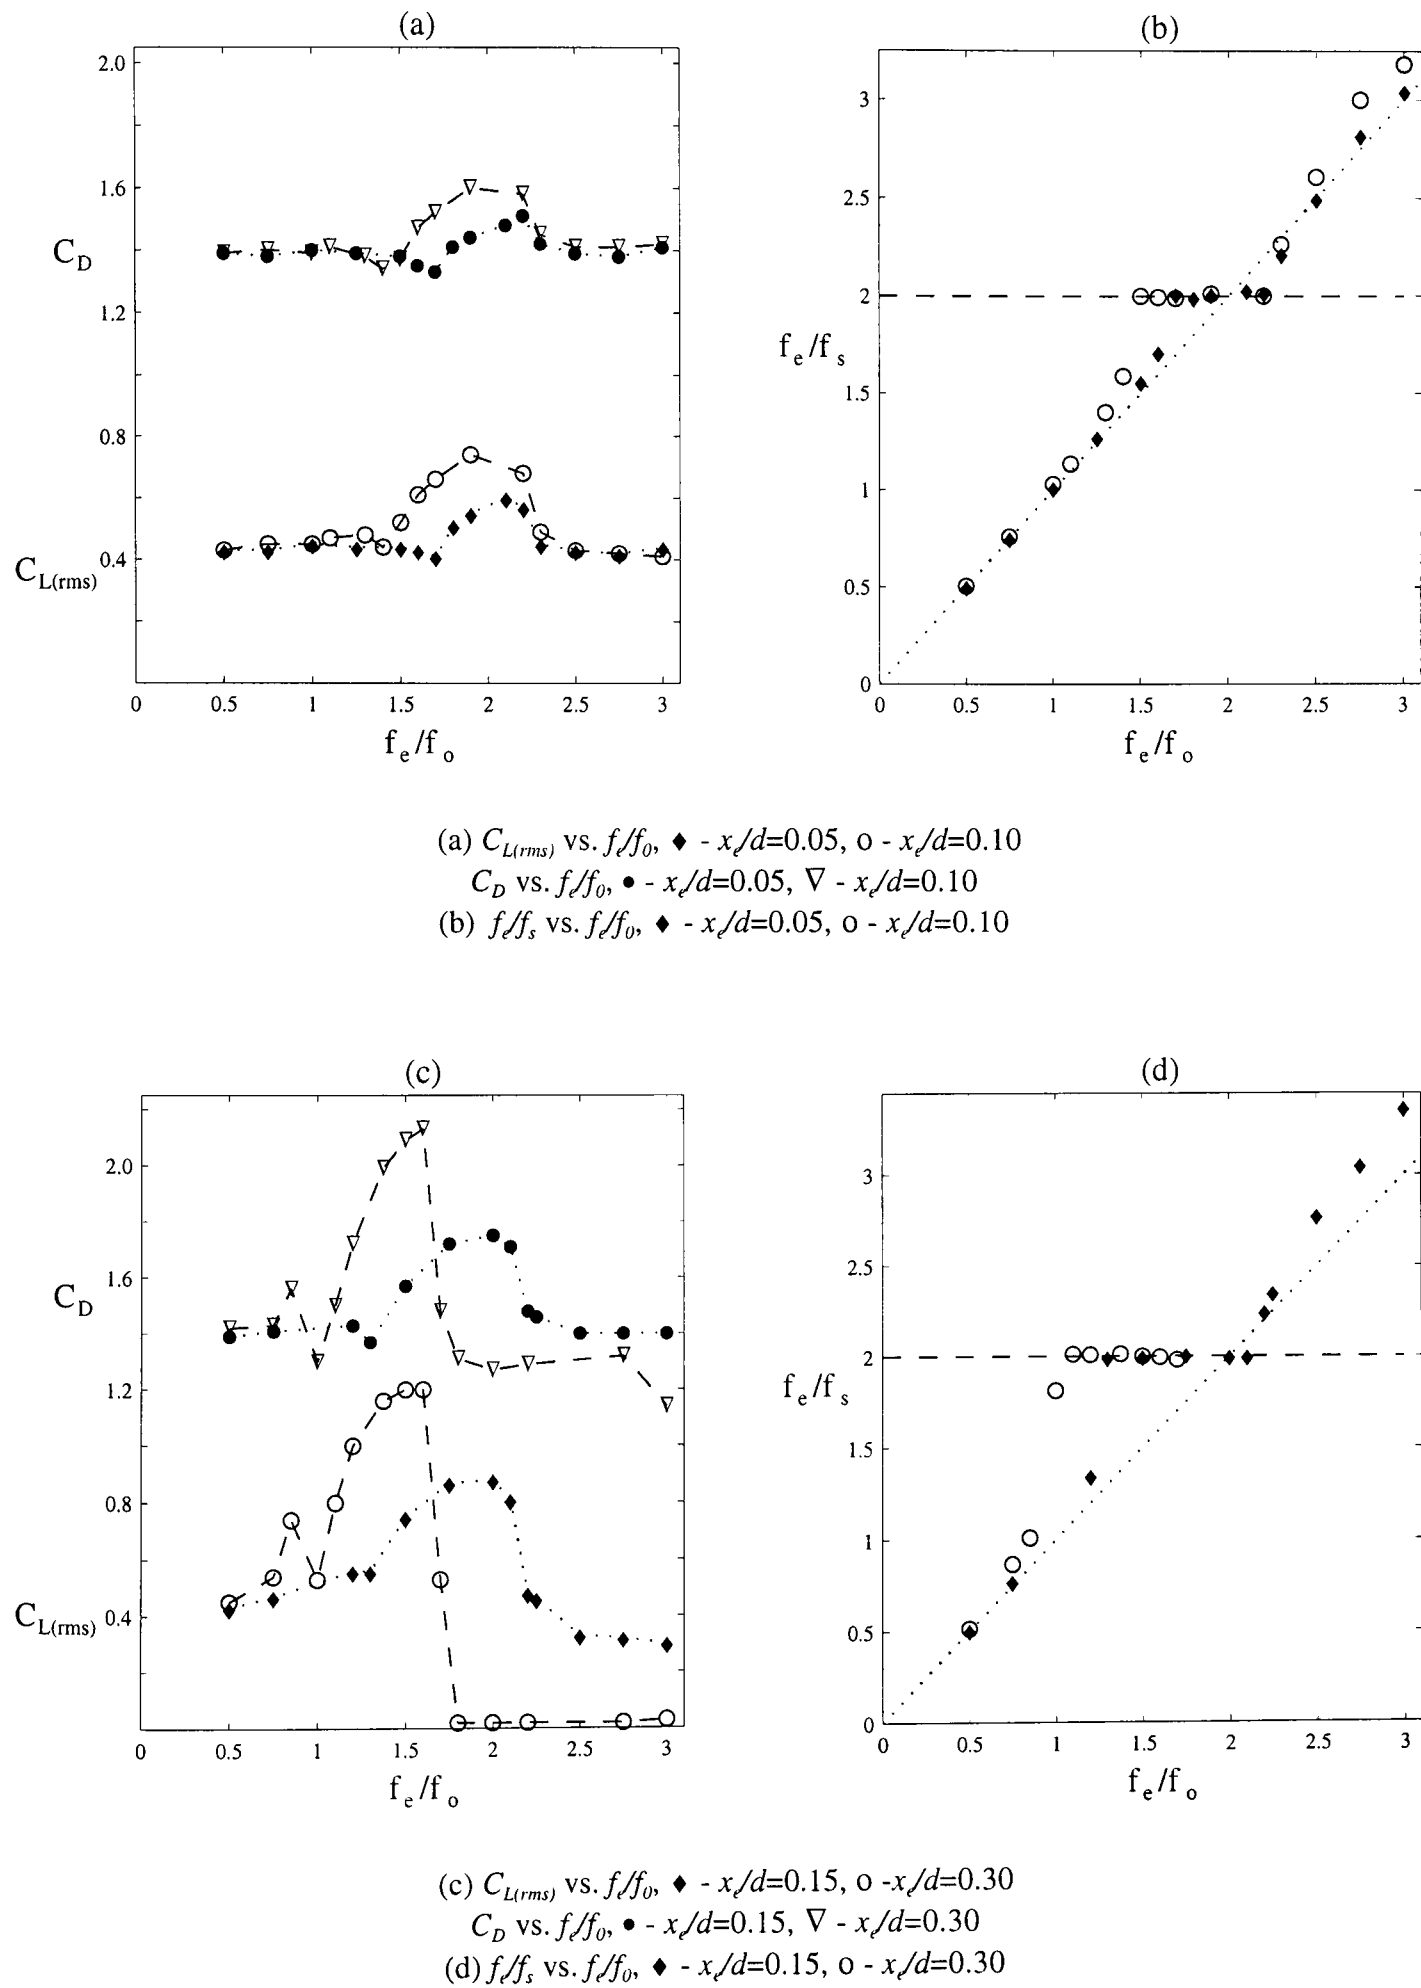 (a)
2.0
1.6
C_D
1.2
0.8
0.4
C_L(rms)
0 0.5 1 1.5 2 2.5 3
f_e/f_o
(b)
3
2.5
2
f_e/f_s
1.5
1
0.5
0
0 0.5 1 1.5 2 2.5 3
f_e/f_o
(a) C_L(rms) vs. f_e/f_0, ♦ - x_e/d=0.05, o - x_e/d=0.10
C_D vs. f_e/f_0, ● - x_e/d=0.05, ∇ - x_e/d=0.10
(b) f_e/f_s vs. f_e/f_0, ♦ - x_e/d=0.05, o - x_e/d=0.10
(c)
2.0
1.6
C_D
1.2
0.8
C_L(rms)
0.4
0 0.5 1 1.5 2 2.5 3
f_e/f_o
(d)
3
2.5
2
f_e/f_s
1.5
1
0.5
0
0 0.5 1 1.5 2 2.5 3
f_e/f_o
(c) C_L(rms) vs. f_e/f_0, ♦ - x_e/d=0.15, o -x_e/d=0.30
C_D vs. f_e/f_0, ● - x_e/d=0.15, ∇ - x_e/d=0.30
(d) f_e/f_s vs. f_e/f_0, ♦ - x_e/d=0.15, o - x_e/d=0.30